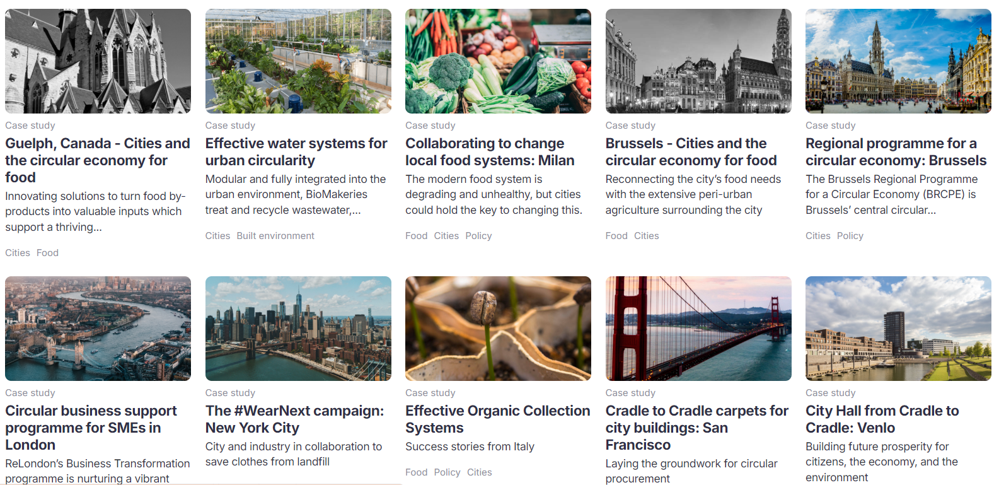 Case study
Guelph, Canada - Cities and
the circular economy for
food
Innovating solutions to turn food by-
products into valuable inputs which
support a thriving...
Cities Food
Case study
Effective water systems for
urban circularity
Modular and fully integrated into the
urban environment, BioMakeries
treat and recycle wastewater,...
Cities Built environment
Case study
Collaborating to change
local food systems: Milan
The modern food system is
degrading and unhealthy, but cities
could hold the key to changing this.
Food Cities Policy
Case study
Brussels - Cities and the
circular economy for food
Reconnecting the city’s food needs
with the extensive peri-urban
agriculture surrounding the city
Food Cities
Case study
Regional programme for a
circular economy: Brussels
The Brussels Regional Programme
for a Circular Economy (BRCPE) is
Brussels’ central circular...
Cities Policy
Case study
Circular business support
programme for SMEs in
London
ReLondon’s Business Transformation
programme is nurturing a vibrant
Case study
The #WearNext campaign:
New York City
City and industry in collaboration to
save clothes from landfill
Case study
Effective Organic Collection
Systems
Success stories from Italy
Food Policy Cities
Case study
Cradle to Cradle carpets for
city buildings: San
Francisco
Laying the groundwork for circular
procurement
Case study
City Hall from Cradle to
Cradle: Venlo
Building future prosperity for
citizens, the economy, and the
environment